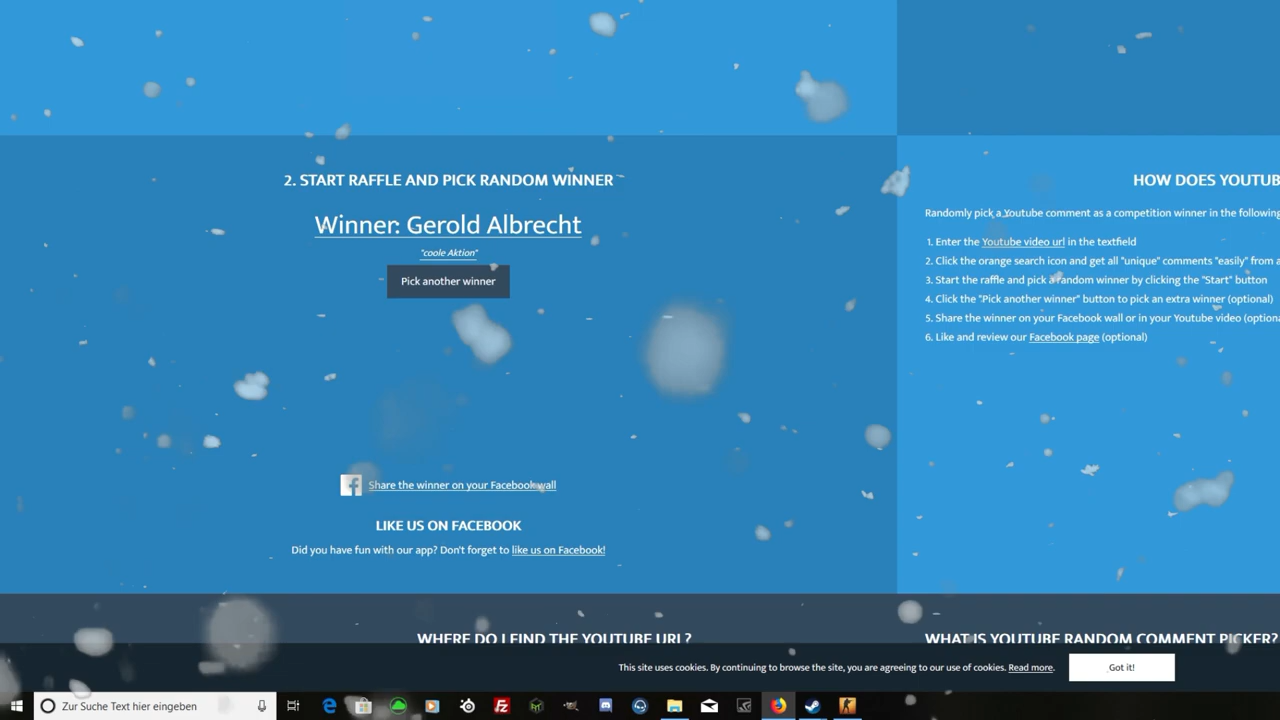 2. START RAFFLE AND PICK RANDOM WINNER
Winner: Gerold Albrecht
"coole Aktion"
Pick another winner
Share the winner on your Facebook wall
LIKE US ON FACEBOOK
Did you have fun with our app? Don't forget to like us on Facebook!
HOW DOES YOUTUB
Randomly pick a Youtube comment as a competition winner in the following
1. Enter the Youtube video url in the textfield
2. Click the orange search icon and get all "unique" comments "easily" from a
3. Start the raffle and pick a random winner by clicking the "Start" button
4. Click the "Pick another winner" button to pick an extra winner (optional)
5. Share the winner on your Facebook wall or in your Youtube video (optiona
6. Like and review our Facebook page (optional)
WHERE DO I FIND THE YOUTUBE URL?
WHAT IS YOUTUBE RANDOM COMMENT PICKER?
This site uses cookies. By continuing to browse the site, you are agreeing to our use of cookies. Read more.
Got it!
Zur Suche Text hier eingeben